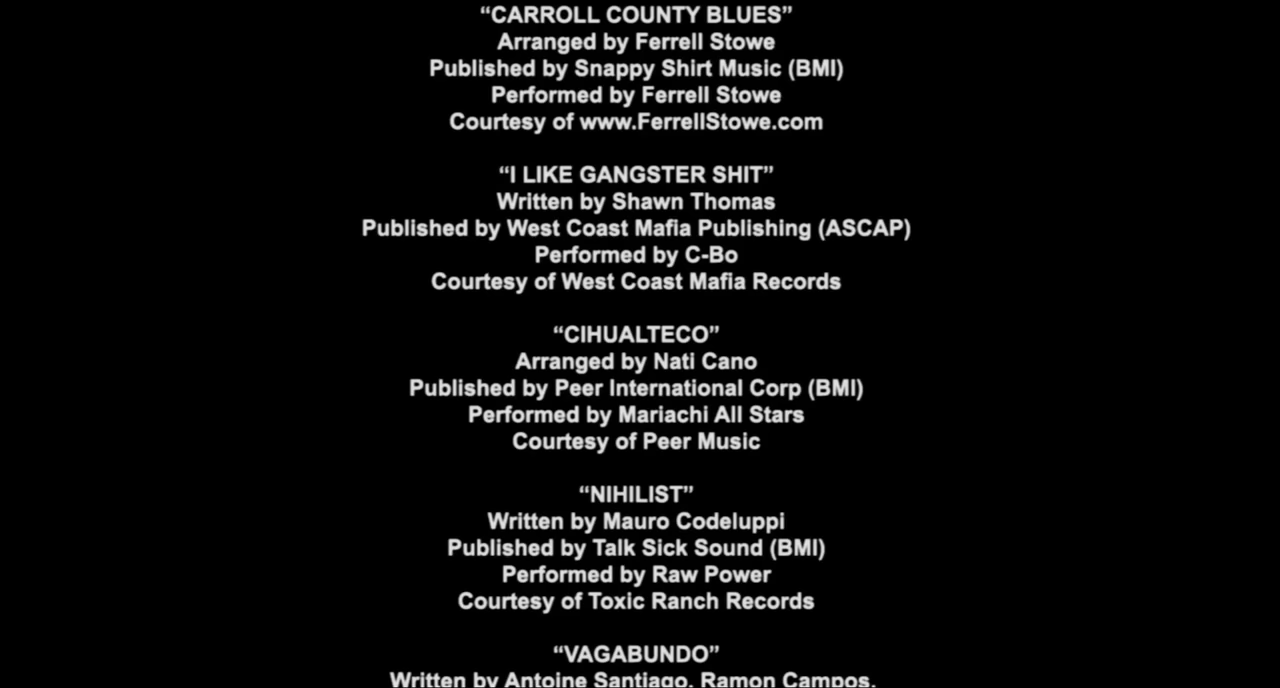 “CARROLL COUNTY BLUES”
Arranged by Ferrell Stowe
Published by Snappy Shirt Music (BMI)
Performed by Ferrell Stowe
Courtesy of www.FerrellStowe.com
“I LIKE GANGSTER SHIT”
Written by Shawn Thomas
Published by West Coast Mafia Publishing (ASCAP)
Performed by C-Bo
Courtesy of West Coast Mafia Records
“CIHUALTECO”
Arranged by Nati Cano
Published by Peer International Corp (BMI)
Performed by Mariachi All Stars
Courtesy of Peer Music
“NIHILIST”
Written by Mauro Codeluppi
Published by Talk Sick Sound (BMI)
Performed by Raw Power
Courtesy of Toxic Ranch Records
“VAGABUNDO”
Written by Antoine Santiago, Ramon Campos,